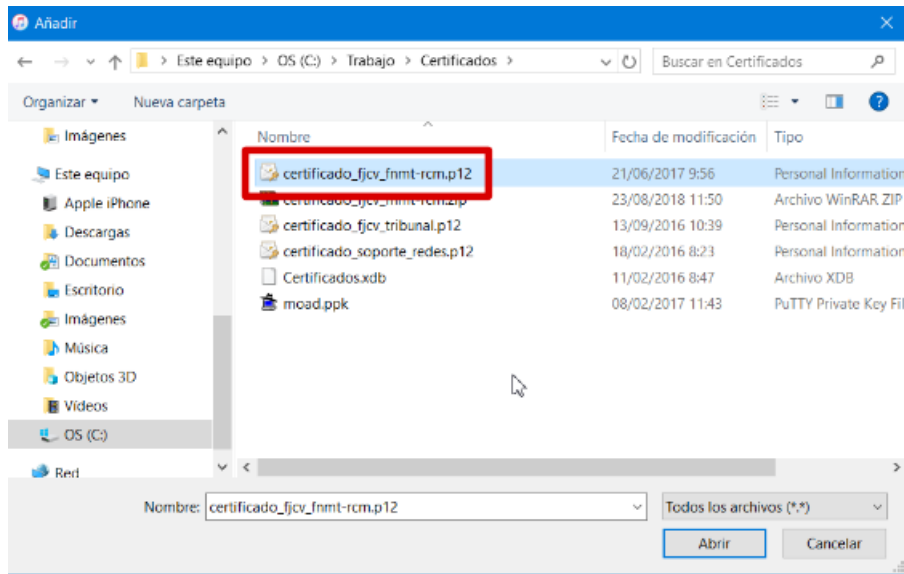 Añadir
Este equipo > OS (C:) > Trabajo > Certificados >
Buscar en Certificados
Organizar
Nueva carpeta
Nombre
Fecha de modificación
Tipo
Imágenes
Este equipo
Apple iPhone
Descargas
Documentos
Escritorio
Imágenes
Música
Objetos 3D
Vídeos
OS (C:)
Red
certificado_fjcv_fnmt-rcm.p12 21/06/2017 9:56 Personal Information
certificado_fjcv_fnmt-rcm.zip 23/08/2018 11:50 Archivo WinRAR ZIP
certificado_fjcv_tribunal.p12 13/09/2016 10:39 Personal Information
certificado_soporte_redes.p12 18/02/2016 8:23 Personal Information
Certificados.xdb 11/02/2016 8:47 Archivo XDB
moad.ppk 08/02/2017 11:43 PuTTY Private Key Fil
Nombre: certificado_fjcv_fnmt-rcm.p12
Todos los archivos (*.*)
Abrir
Cancelar